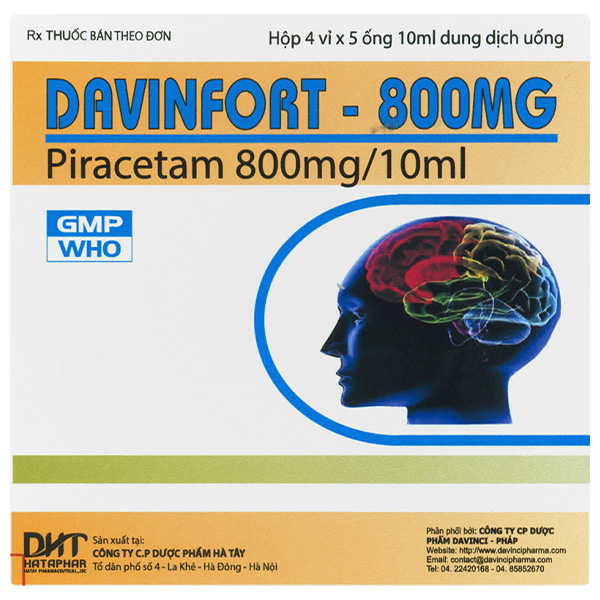 Rx THUỐC BÁN THEO ĐƠN
Hộp 4 vỉ x 5 ống 10ml dung dịch uống
DAVINFORT - 800MG
Piracetam 800mg/10ml
GMP
WHO
DHT
HATAPHAR
HATAY PHARMACEUTICAL.,JSC
Sản xuất tại:
CÔNG TY C.P DƯỢC PHẨM HÀ TÂY
Tổ dân phố số 4 - La Khê - Hà Đông - Hà Nội
Phân phối bởi: CÔNG TY CP DƯỢC
PHẨM DAVINCI - PHÁP
Website: http://www.davincipharma.com
Email: contact@davincipharma.com
Tel: 04. 22420168 - 04. 85852670